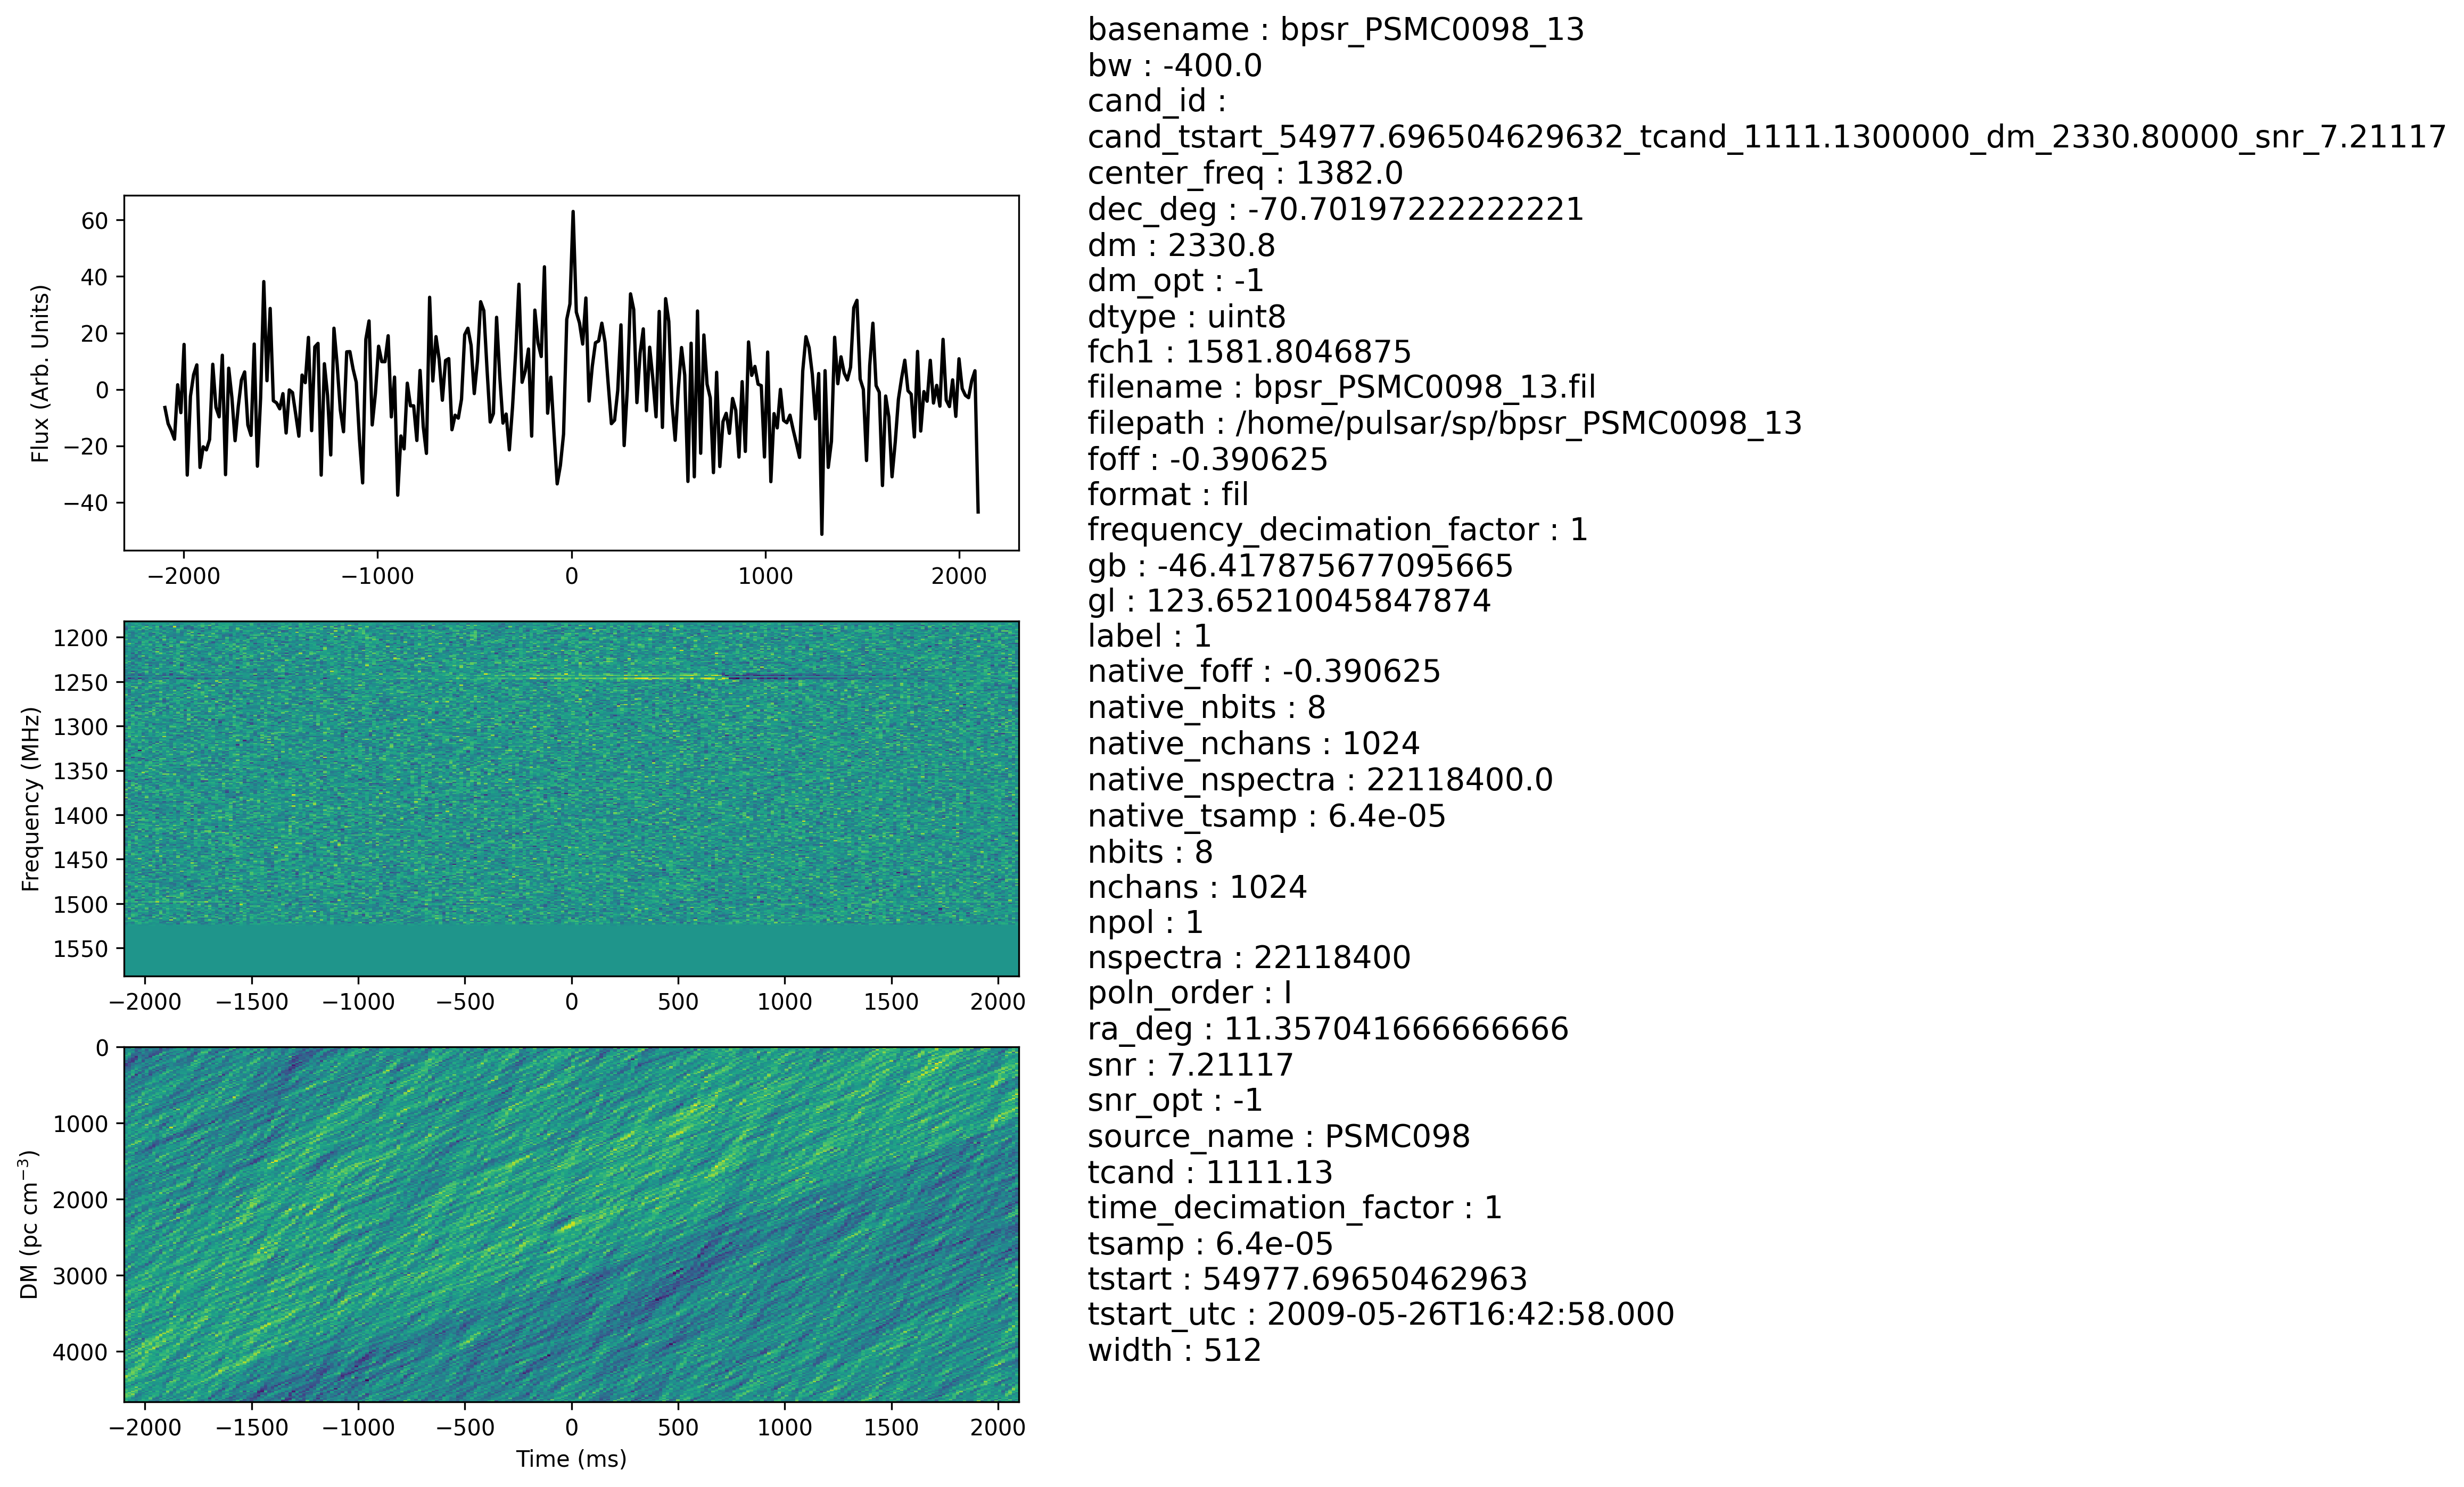 basename : bpsr_PSMC0098_13
bw : -400.0
cand_id :
cand_tstart_54977.696504629632_tcand_1111.1300000_dm_2330.80000_snr_7.21117
center_freq : 1382.0
dec_deg : -70.70197222222221
dm : 2330.8
dm_opt : -1
dtype : uint8
fch1 : 1581.8046875
filename : bpsr_PSMC0098_13.fil
filepath : /home/pulsar/sp/bpsr_PSMC0098_13
foff : -0.390625
format : fil
frequency_decimation_factor : 1
gb : -46.417875677095665
gl : 123.65210045847874
label : 1
native_foff : -0.390625
native_nbits : 8
native_nchans : 1024
native_nspectra : 22118400.0
native_tsamp : 6.4e-05
nbits : 8
nchans : 1024
npol : 1
nspectra : 22118400
poln_order : I
ra_deg : 11.357041666666666
snr : 7.21117
snr_opt : -1
source_name : PSMC098
tcand : 1111.13
time_decimation_factor : 1
tsamp : 6.4e-05
tstart : 54977.69650462963
tstart_utc : 2009-05-26T16:42:58.000
width : 512
Flux (Arb. Units)
60
40
20
0
−20
−40
−2000 −1000 0 1000 2000
Frequency (MHz)
1200
1250
1300
1350
1400
1450
1500
1550
−2000 −1500 −1000 −500 0 500 1000 1500 2000
DM (pc cm⁻³)
0
1000
2000
3000
4000
−2000 −1500 −1000 −500 0 500 1000 1500 2000
Time (ms)